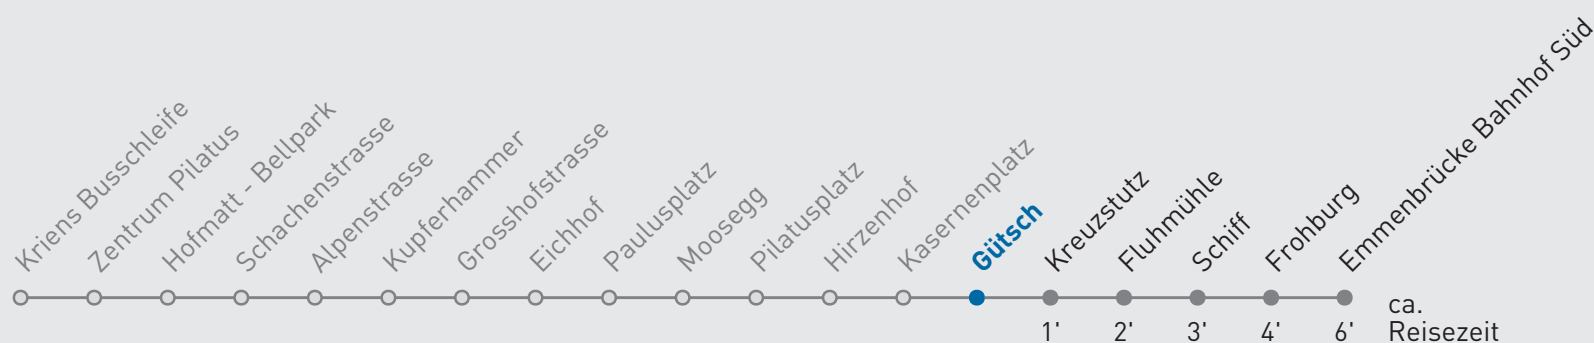 Kriens Busschleife
Zentrum Pilatus
Hofmatt - Bellpark
Schachenstrasse
Alpenstrasse
Kupferhammer
Grosshofstrasse
Eichhof
Paulusplatz
Moosegg
Pilatusplatz
Hirzenhof
Kasernenplatz
Gütsch
Kreuzstutz
Fluhmühle
Schiff
Frohburg
Emmenbrücke Bahnhof Süd
1' 2' 3' 4' 6'
ca.
Reisezeit